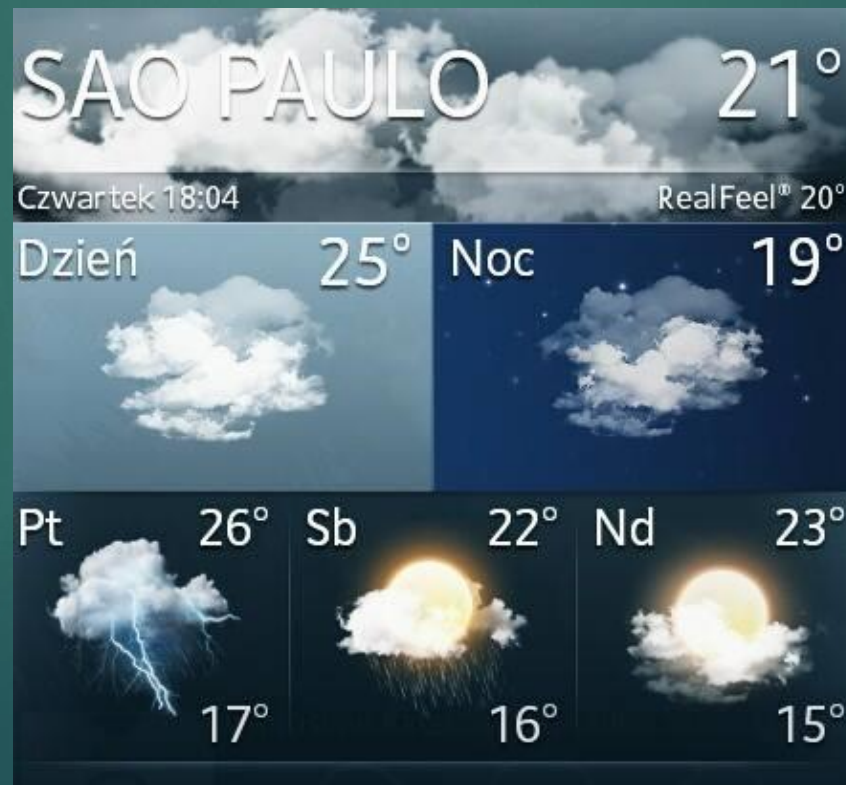 SAO PAULO 21°
Czwartek 18:04 RealFeel® 20°
Dzień 25° Noc 19°
Pt 26° Sb 22° Nd 23°
17° 16° 15°